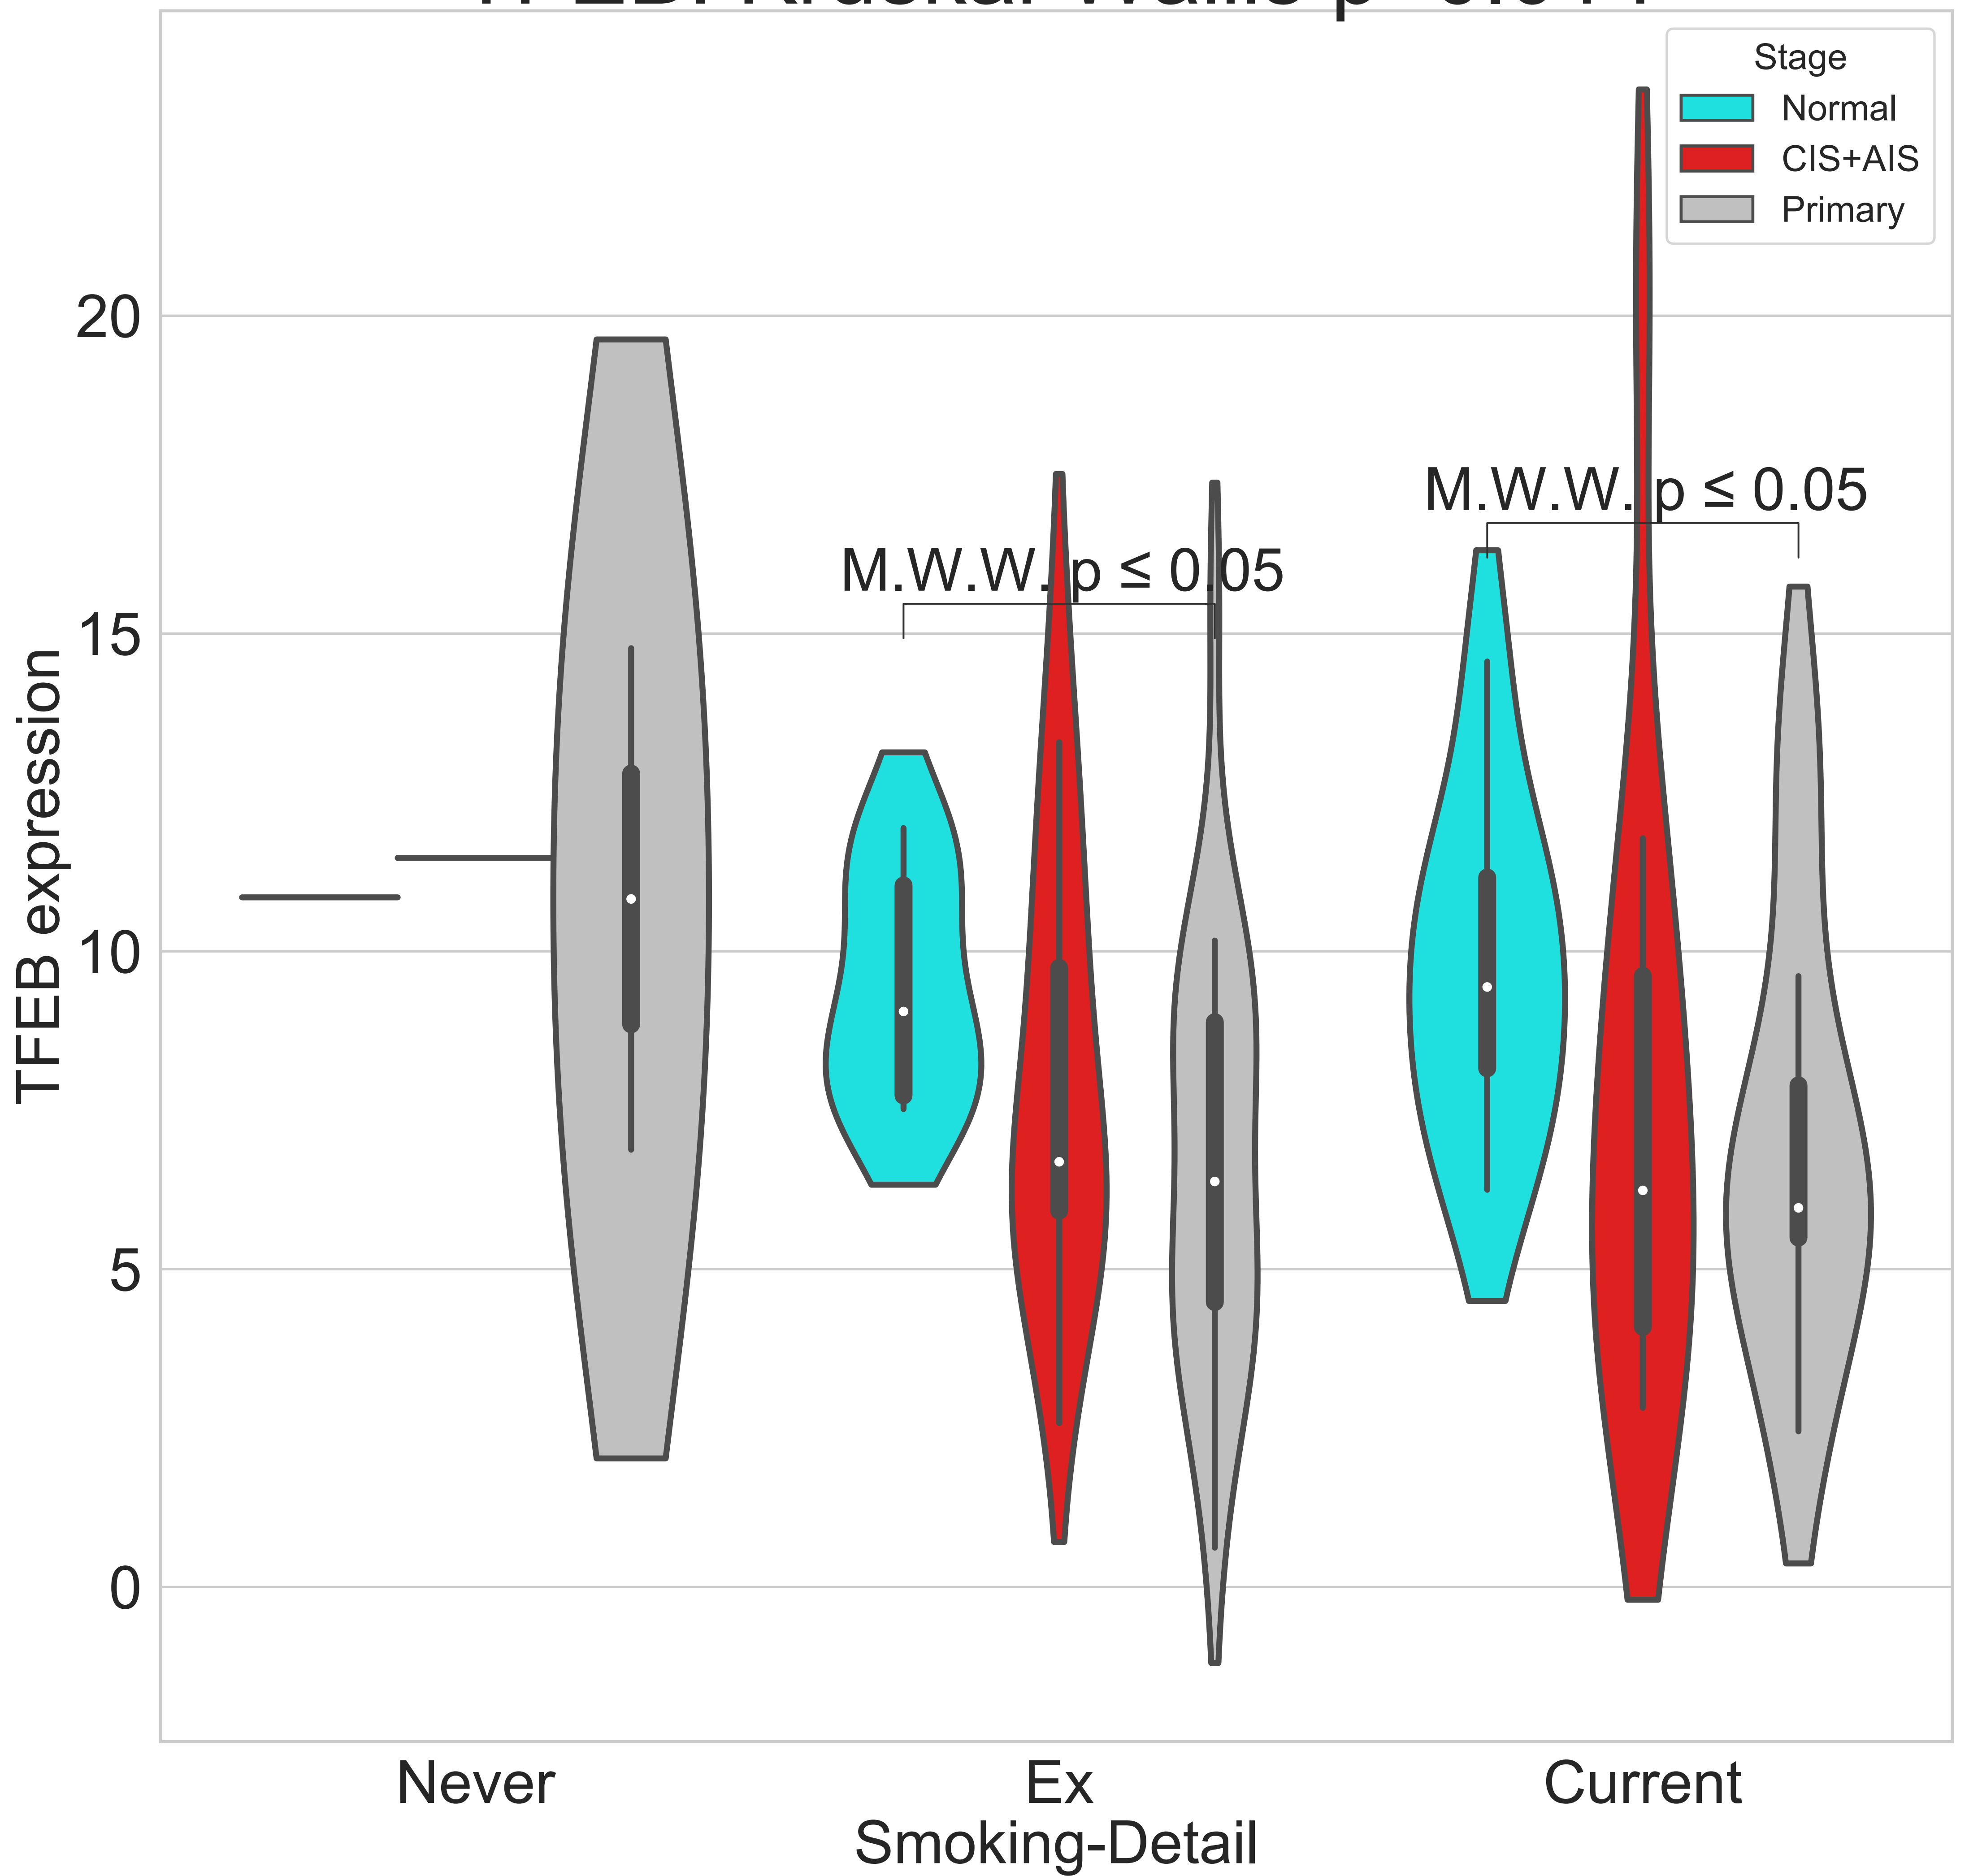 Stage
Normal
CIS+AIS
Primary
20
15
10
5
0
TFEB expression
M.W.W. p ≤ 0.05
M.W.W. p ≤ 0.05
Never
Ex
Current
Smoking-Detail